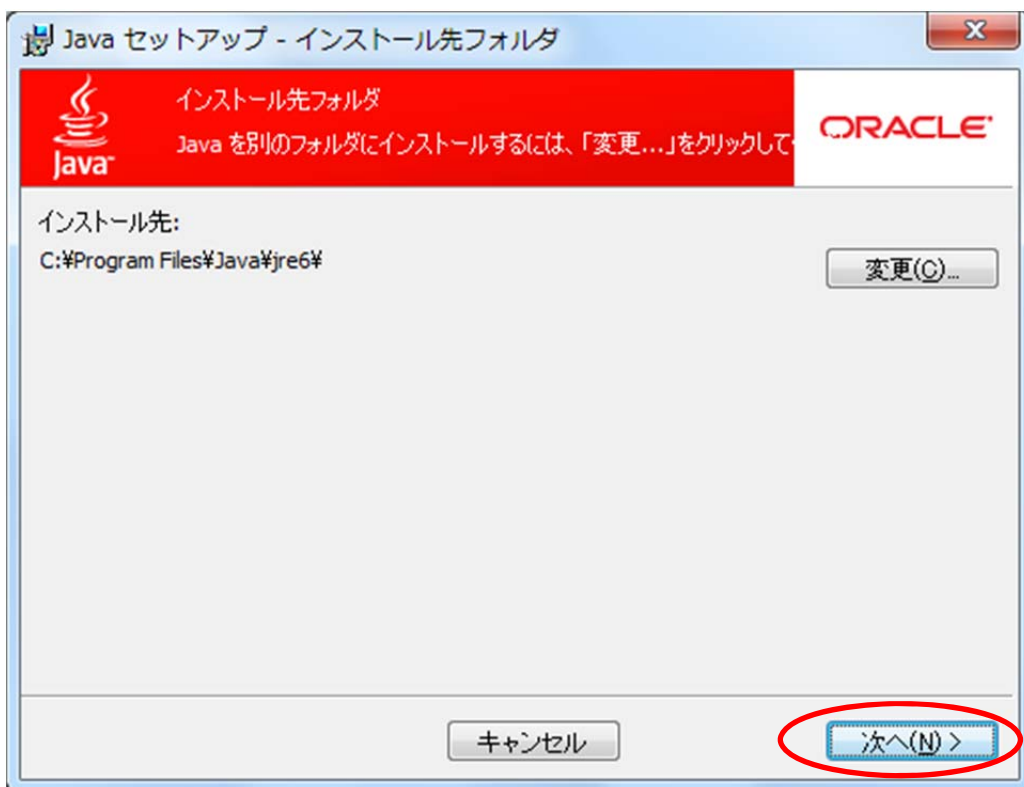 Java セットアップ - インストール先フォルダ
インストール先フォルダ
Java を別のフォルダにインストールするには、「変更...」をクリックして
Java
ORACLE
インストール先:
C:¥Program Files¥Java¥jre6¥
変更(C)...
キャンセル
次へ(N) >